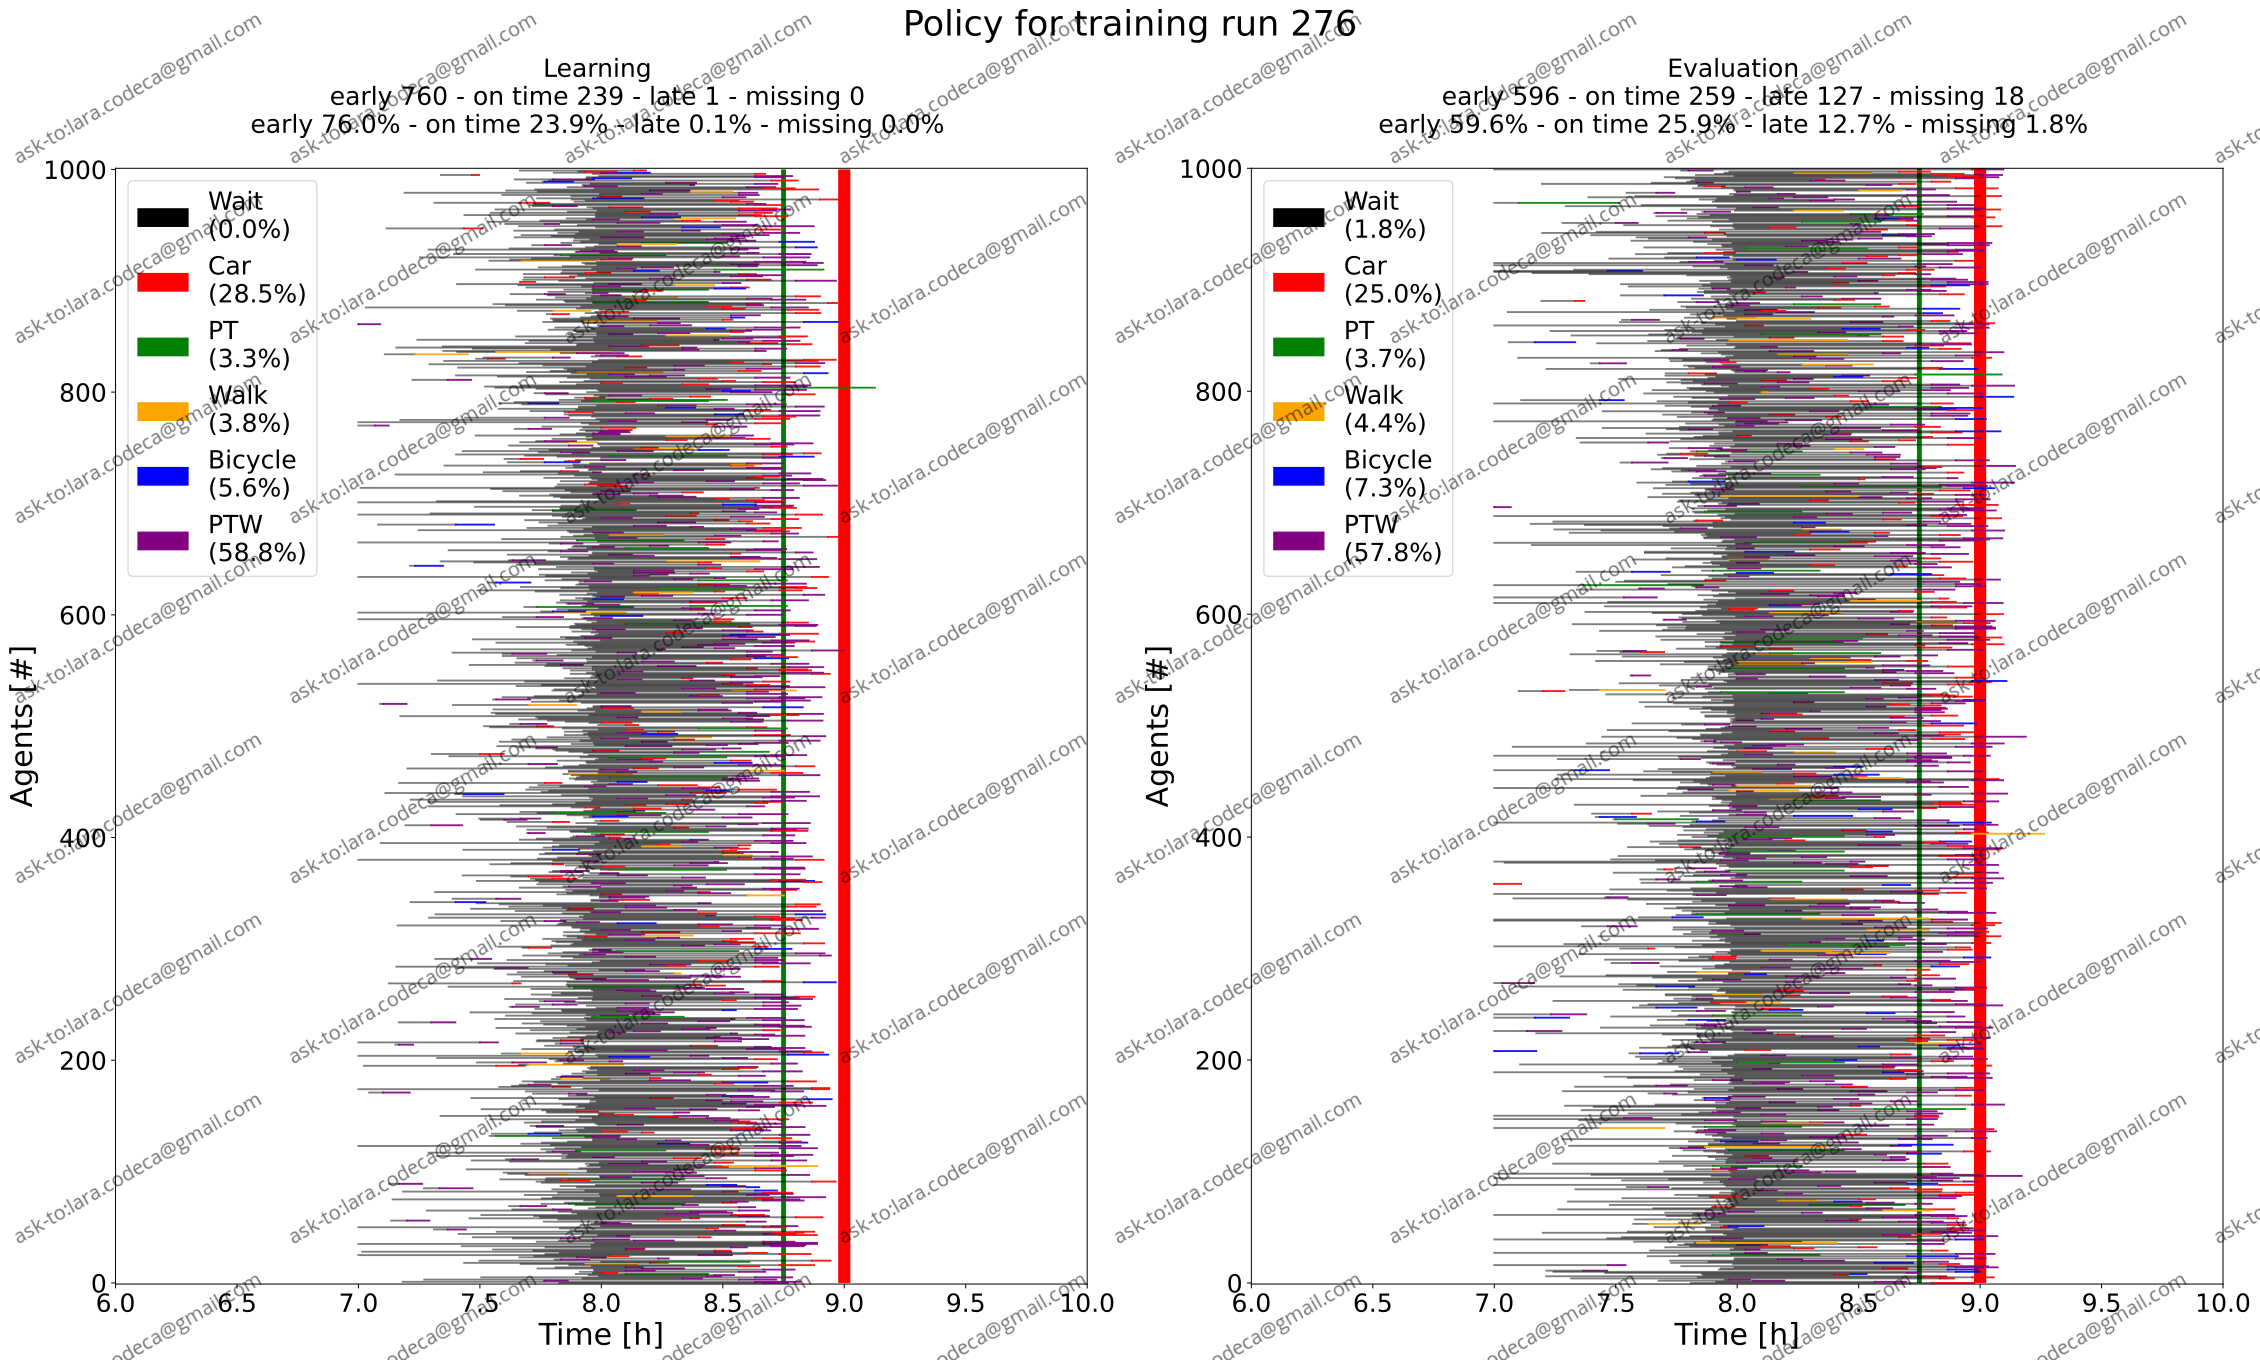 Policy for training run 276
Learning
early 760 - on time 239 - late 1 - missing 0
early 76.0% - on time 23.9% - late 0.1% - missing 0.0%
1000
800
600
400
200
0
Agents [#]
Wait
(0.0%)
Car
(28.5%)
PT
(3.3%)
Walk
(3.8%)
Bicycle
(5.6%)
PTW
(58.8%)
6.0 6.5 7.0 7.5 8.0 8.5 9.0 9.5 10.0
Time [h]
Evaluation
early 596 - on time 259 - late 127 - missing 18
early 59.6% - on time 25.9% - late 12.7% - missing 1.8%
1000
800
600
400
200
0
Agents [#]
Wait
(1.8%)
Car
(25.0%)
PT
(3.7%)
Walk
(4.4%)
Bicycle
(7.3%)
PTW
(57.8%)
6.0 6.5 7.0 7.5 8.0 8.5 9.0 9.5 10.0
Time [h]
ask-to:lara.codeca@gmail.com